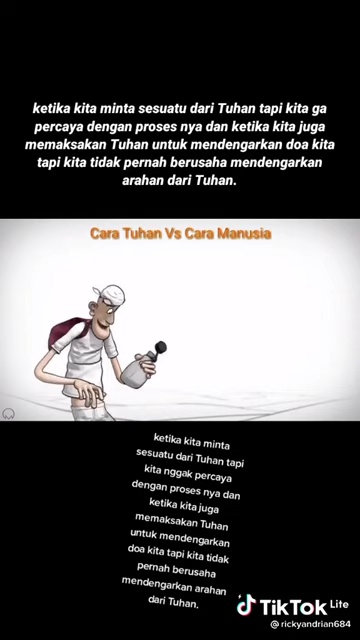 ketika kita minta sesuatu dari Tuhan tapi kita ga
percaya dengan proses nya dan ketika kita juga
memaksakan Tuhan untuk mendengarkan doa kita
tapi kita tidak pernah berusaha mendengarkan
arahan dari Tuhan.
Cara Tuhan Vs Cara Manusia
ketika kita minta
sesuatu dari Tuhan tapi
kita nggak percaya
dengan proses nya dan
ketika kita juga
memaksakan Tuhan
untuk mendengarkan
doa kita tapi kita tidak
pernah berusaha
mendengarkan arahan
dari Tuhan.
TikTok Lite
@rickyandrian684